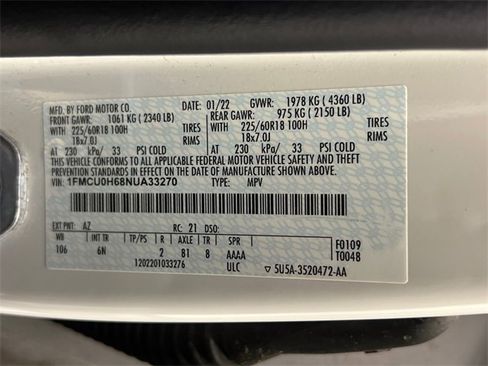 MFD. BY FORD MOTOR CO. 01/22 GVWR: 1978 KG ( 4360 LB)
FRONT GAWR: 1061 KG ( 2340 LB) REAR GAWR: 975 KG ( 2150 LB)
WITH 225/60R18 100H TIRES WITH 225/60R18 100H TIRES
18x7.0J RIMS 18x7.0J RIMS
AT 230 kPa/ 33 PSI COLD AT 230 kPa/ 33 PSI COLD
THIS VEHICLE CONFORMS TO ALL APPLICABLE FEDERAL MOTOR VEHICLE SAFETY AND THEFT
PREVENTION STANDARDS IN EFFECT ON THE DATE OF MANUFACTURE SHOWN ABOVE.
VIN: 1FMCU0H68NUA33270 TYPE: MPV
EXT PNT: AZ RC: 21 DSO:
WB INT TR TP/PS R AXLE TR SPR F0109
106 6N 2 81 8 AAAA T0048
1202201033276 ULC 5U5A-3520472-AA